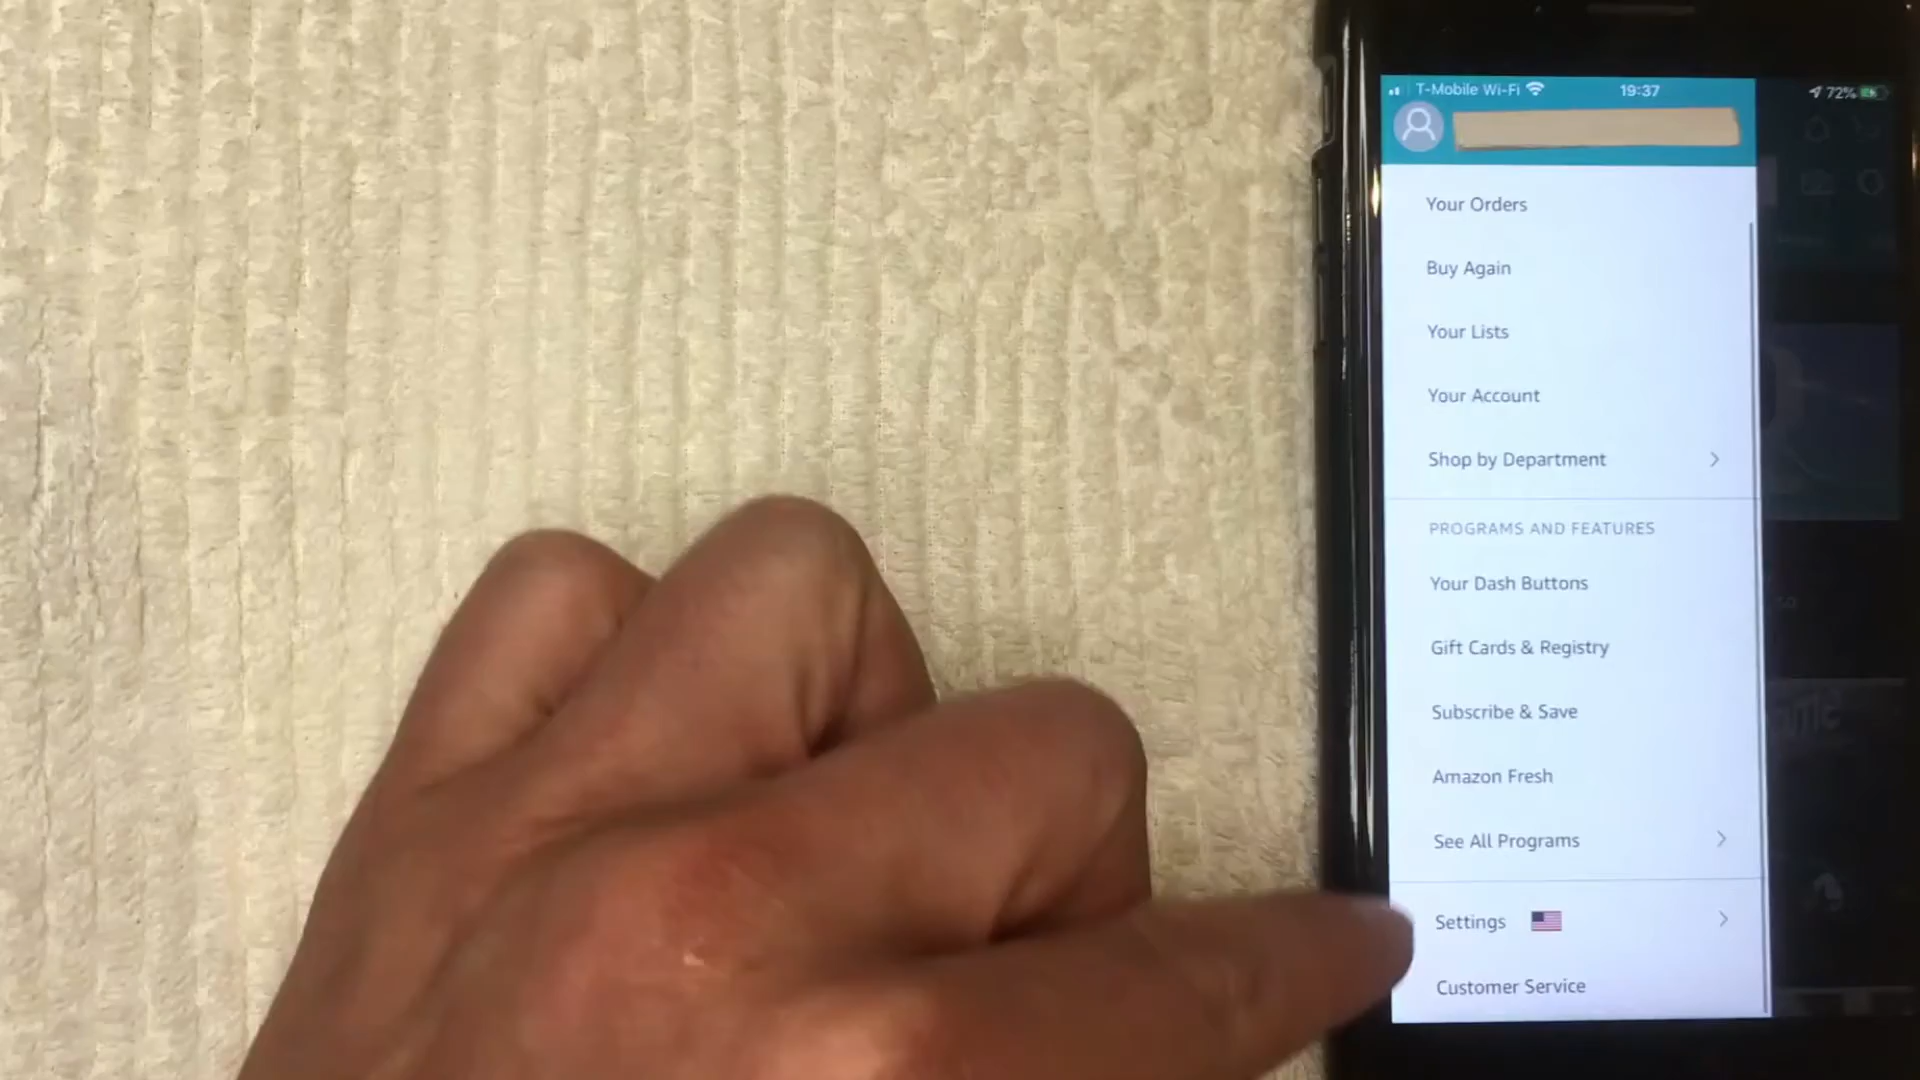 T-Mobile Wi-Fi 19:37 72%
Your Orders
Buy Again
Your Lists
Your Account
Shop by Department
PROGRAMS AND FEATURES
Your Dash Buttons
Gift Cards & Registry
Subscribe & Save
Amazon Fresh
See All Programs
Settings
Customer Service